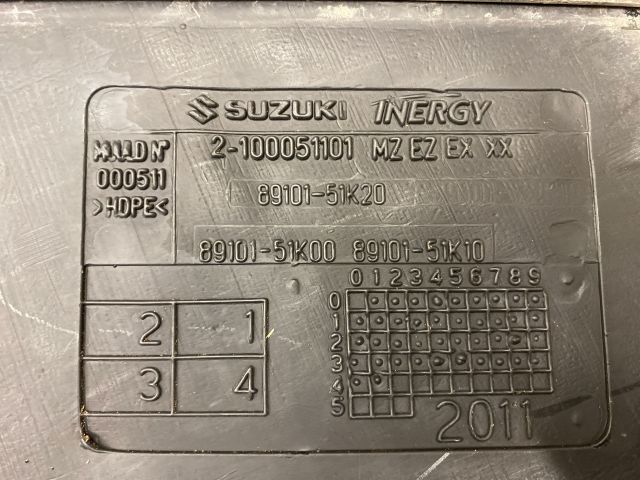 SUZUKI INERGY
2-100051101 MZ EZ EX XX
MOULD N°
000511
>HDPE<
89101-51K20
89101-51K00 89101-51K10
0 1 2 3 4 5 6 7 8 9
0
1
2
3
4
5
2 1
3 4
2011